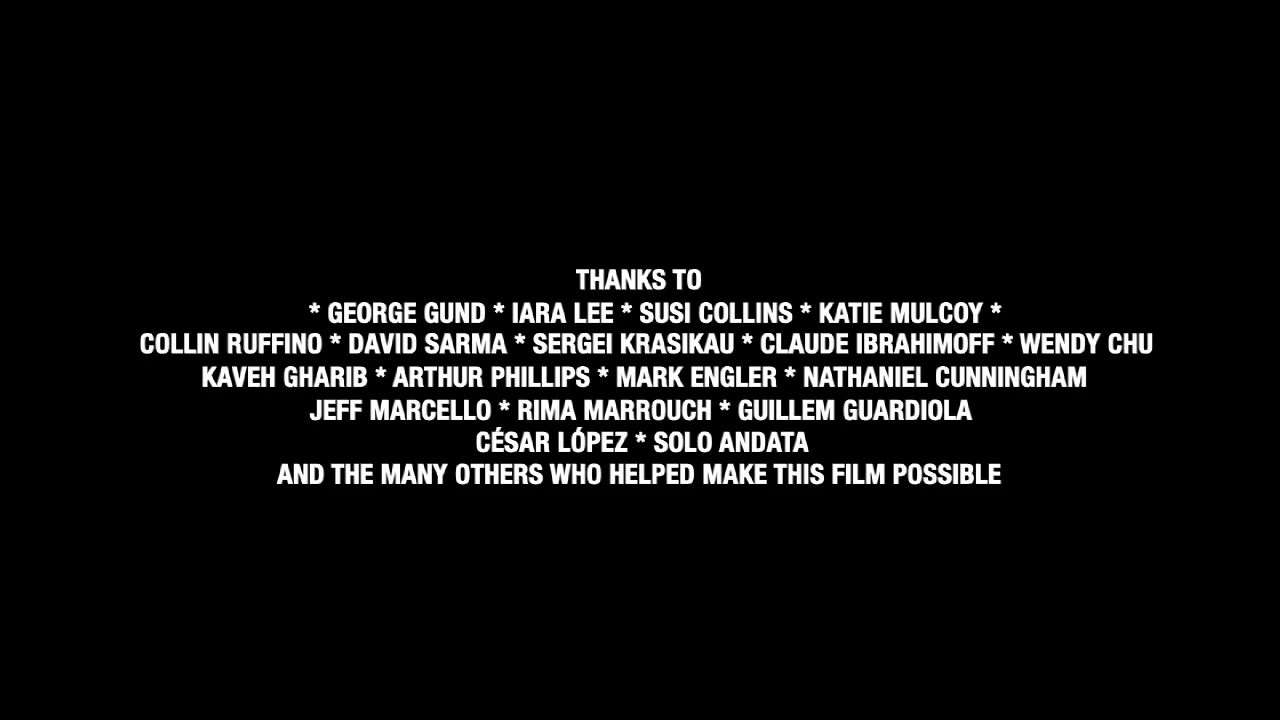 THANKS TO
* GEORGE GUND * IARA LEE * SUSI COLLINS * KATIE MULCOY *
COLLIN RUFFINO * DAVID SARMA * SERGEI KRASIKAU * CLAUDE IBRAHIMOFF * WENDY CHU
KAVEH GHARIB * ARTHUR PHILLIPS * MARK ENGLER * NATHANIEL CUNNINGHAM
JEFF MARCELLO * RIMA MARROUCH * GUILLEM GUARDIOLA
CÉSAR LÓPEZ * SOLO ANDATA
AND THE MANY OTHERS WHO HELPED MAKE THIS FILM POSSIBLE